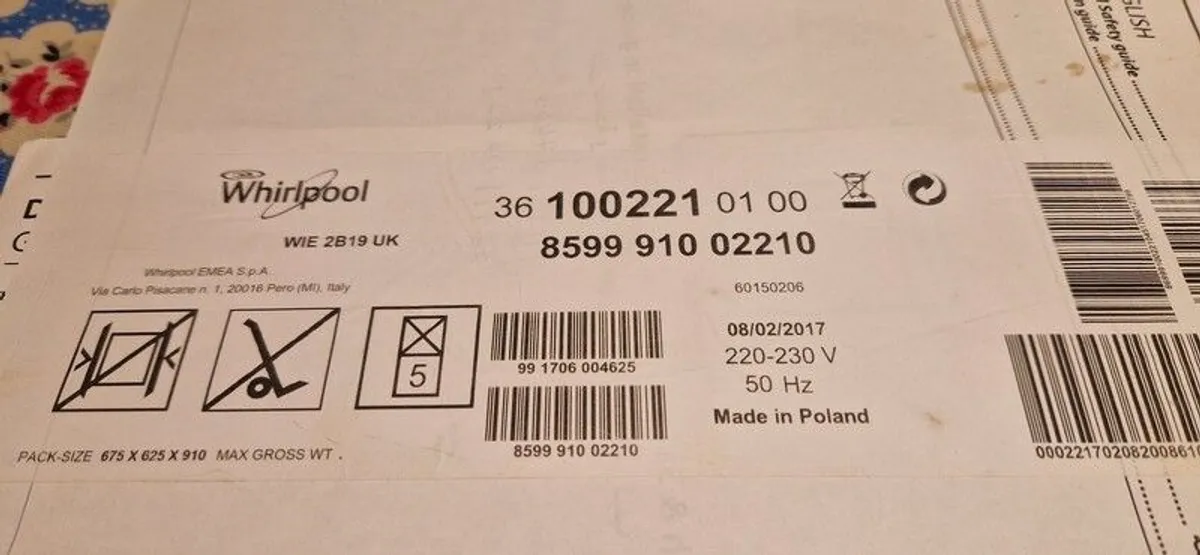 GLISH
Safety guide
guide
Whirlpool
36 100221 01 00
WIE 2B19 UK
8599 910 02210
Whirlpool EMEA S.p.A.
Via Carlo Pisacane n. 1, 20016 Pero (MI), Italy
60150206
08/02/2017
220-230 V
50 Hz
Made in Poland
5
99 1706 004625
8599 910 02210
PACK-SIZE 675 X 625 X 910 MAX GROSS WT .